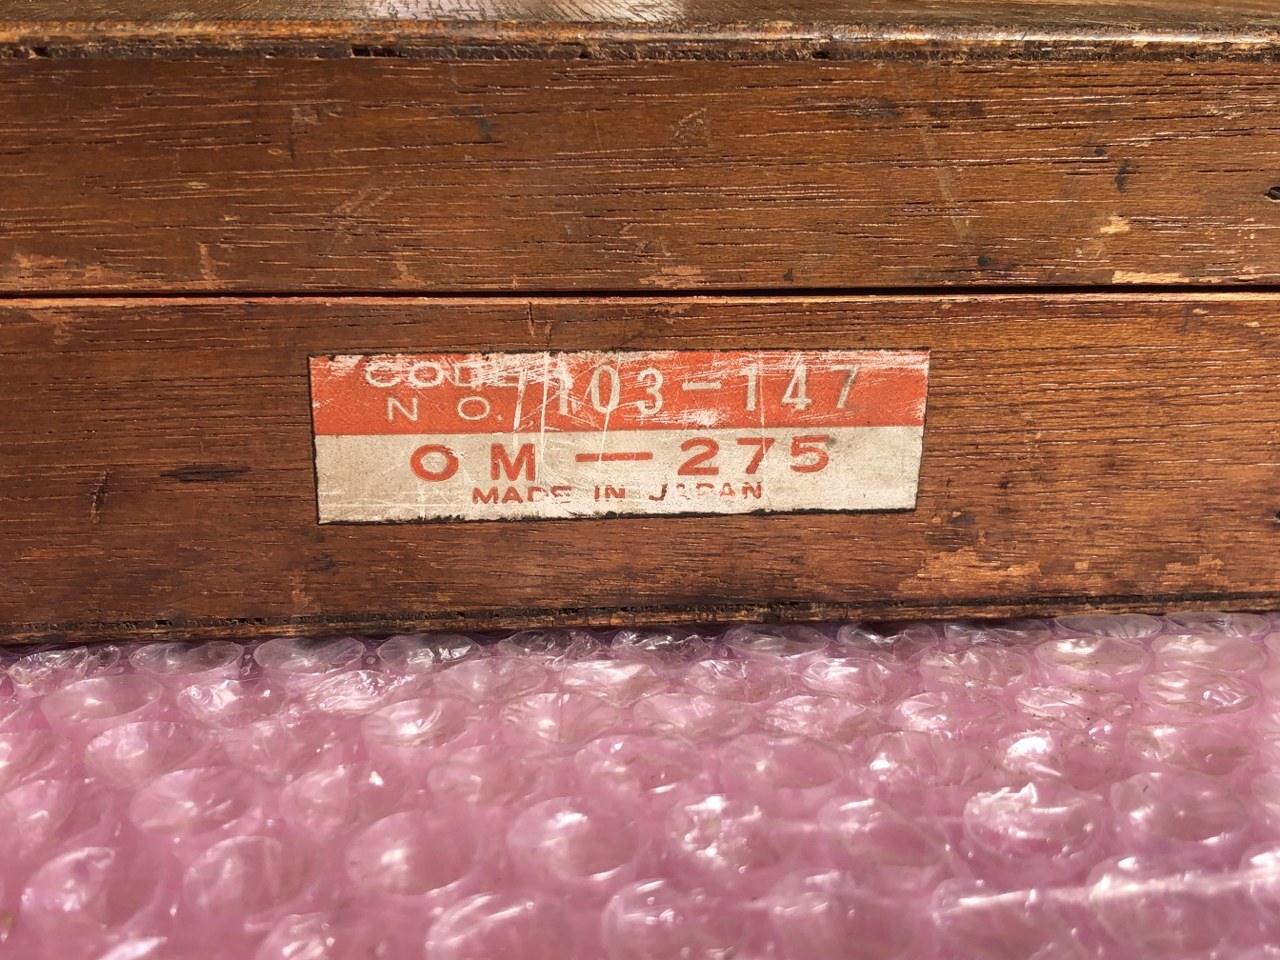 CODE
NO. 103-147
OM-275
MADE IN JAPAN